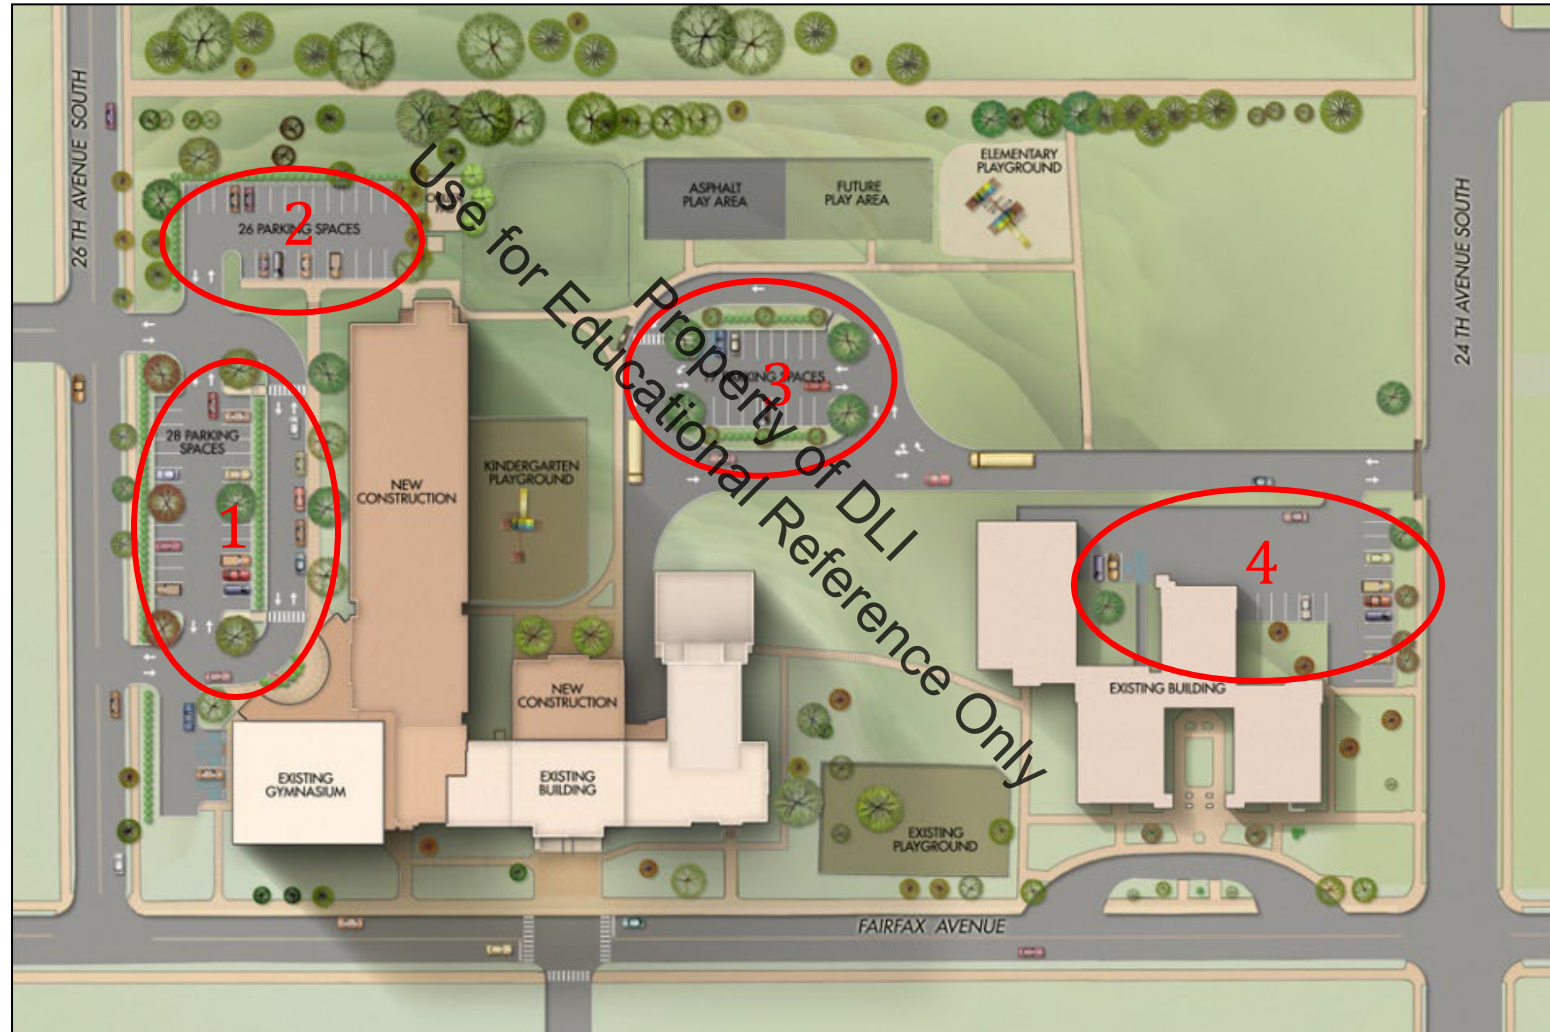 26 TH AVENUE SOUTH
ELEMENTARY
PLAYGROUND
ASPHALT
PLAY AREA
FUTURE
PLAY AREA
26 PARKING SPACES
2
24 TH AVENUE SOUTH
PARKING SPACES
3
28 PARKING
SPACES
1
NEW
CONSTRUCTION
KINDERGARTEN
PLAYGROUND
4
EXISTING BUILDING
NEW
CONSTRUCTION
EXISTING
GYMNASIUM
EXISTING
BUILDING
EXISTING
PLAYGROUND
FAIRFAX AVENUE
Property of DLI
Use for Educational Reference Only